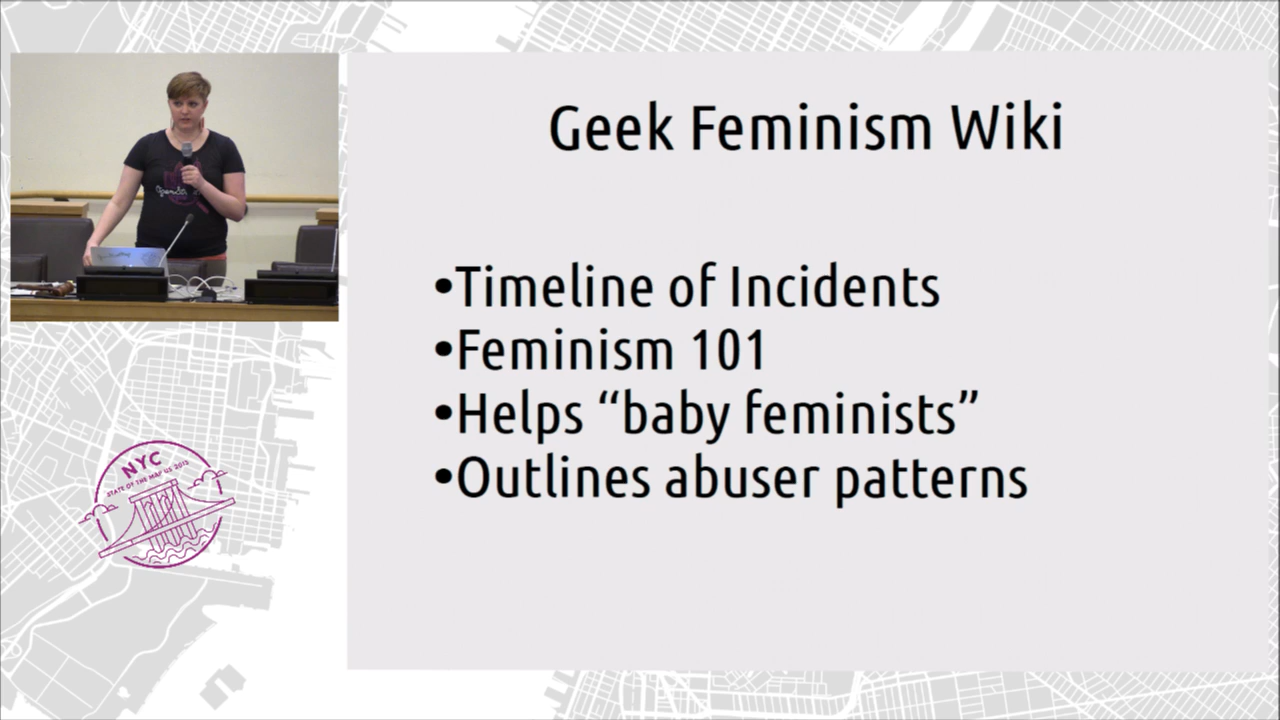 Geek Feminism Wiki
•Timeline of Incidents
•Feminism 101
•Helps “baby feminists”
•Outlines abuser patterns
NYC
STATE OF THE MAP US 2015